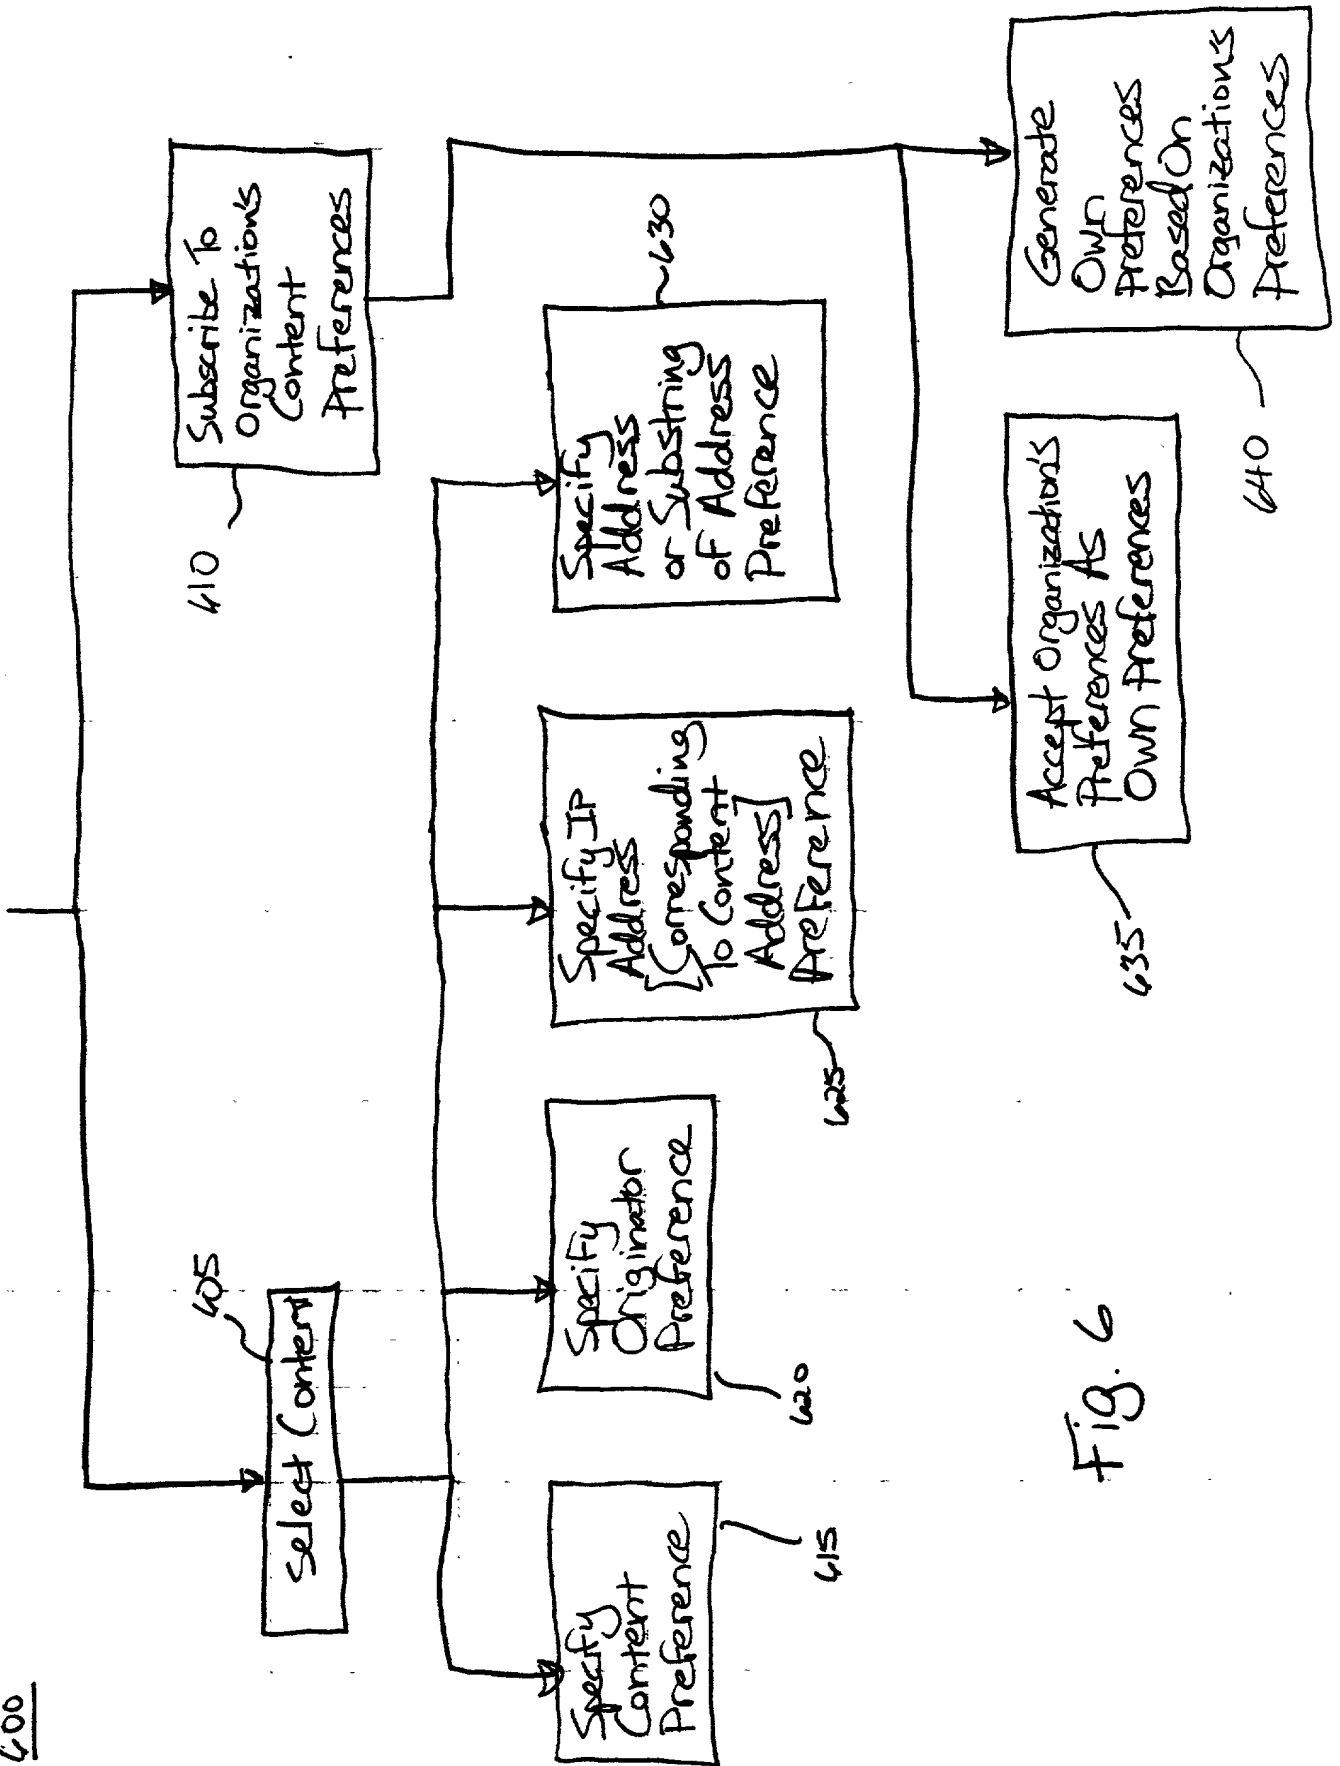 600
605
Select Content
Subscribe To
Organization's
Content
Preferences
610
Specify
Content
Preference
615
Specify
Originator
Preference
620
Specify IP
Address
[Corresponding
To Content
Address]
Preference
625
Specify
Address
or Substring
of Address
Preference
630
Accept Organization's
Preferences As
Own Preferences
635
Generate
Own
Preferences
Based On
Organization's
Preferences
640
Fig. 6